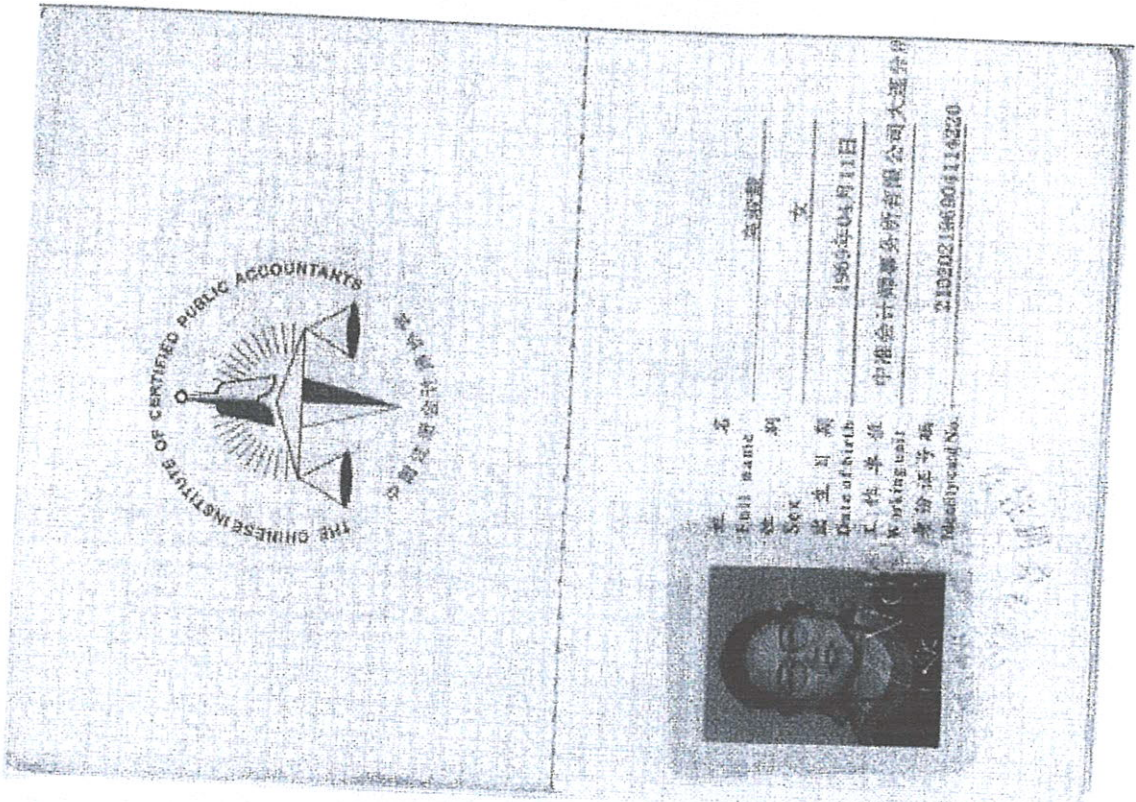 THE CHINESE INSTITUTE OF CERTIFIED PUBLIC ACCOUNTANTS
中国注册会计师协会
姓 名
Full name
性 别
Sex
女
出 生 日 期
Date of birth
1969年04月11日
工 作 单 位
Working unit
中准会计师事务所有限公司大连分所
身份证号码
Identity card No.
210202196904114220